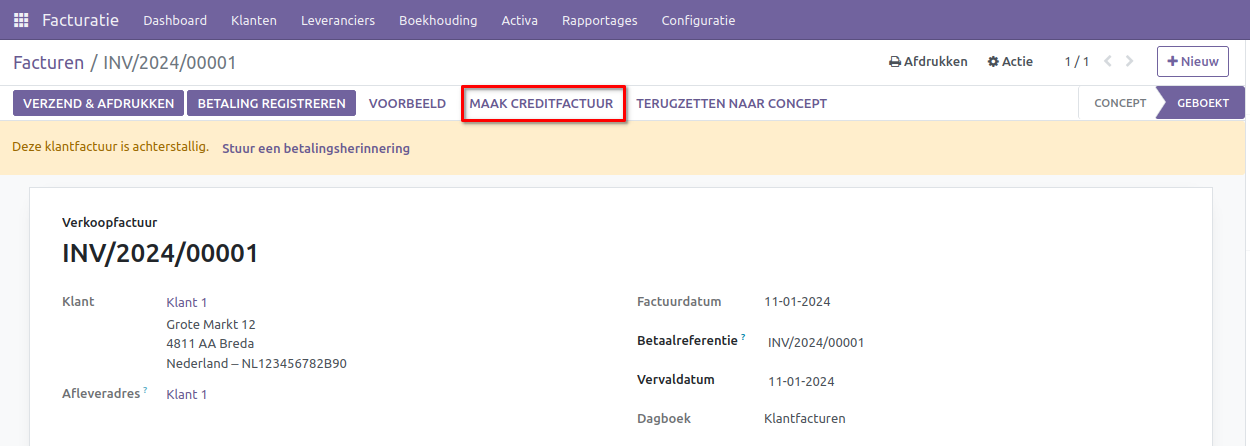 Facturatie Dashboard Klanten Leveranciers Boekhouding Activa Rapportages Configuratie
Facturen / INV/2024/00001 Afdrukken Actie 1 / 1 Nieuw
VERZEND & AFDRUKKEN BETALING REGISTREREN VOORBEELD MAAK CREDITFACTUUR TERUGZETTEN NAAR CONCEPT CONCEPT GEBOEKT
Deze klantfactuur is achterstallig. Stuur een betalingsherinnering
Verkoopfactuur
INV/2024/00001
Klant Klant 1
Grote Markt 12
4811 AA Breda
Nederland – NL123456782B90
Afleveradres ? Klant 1
Factuurdatum 11-01-2024
Betaalreferentie ? INV/2024/00001
Vervaldatum 11-01-2024
Dagboek Klantfacturen